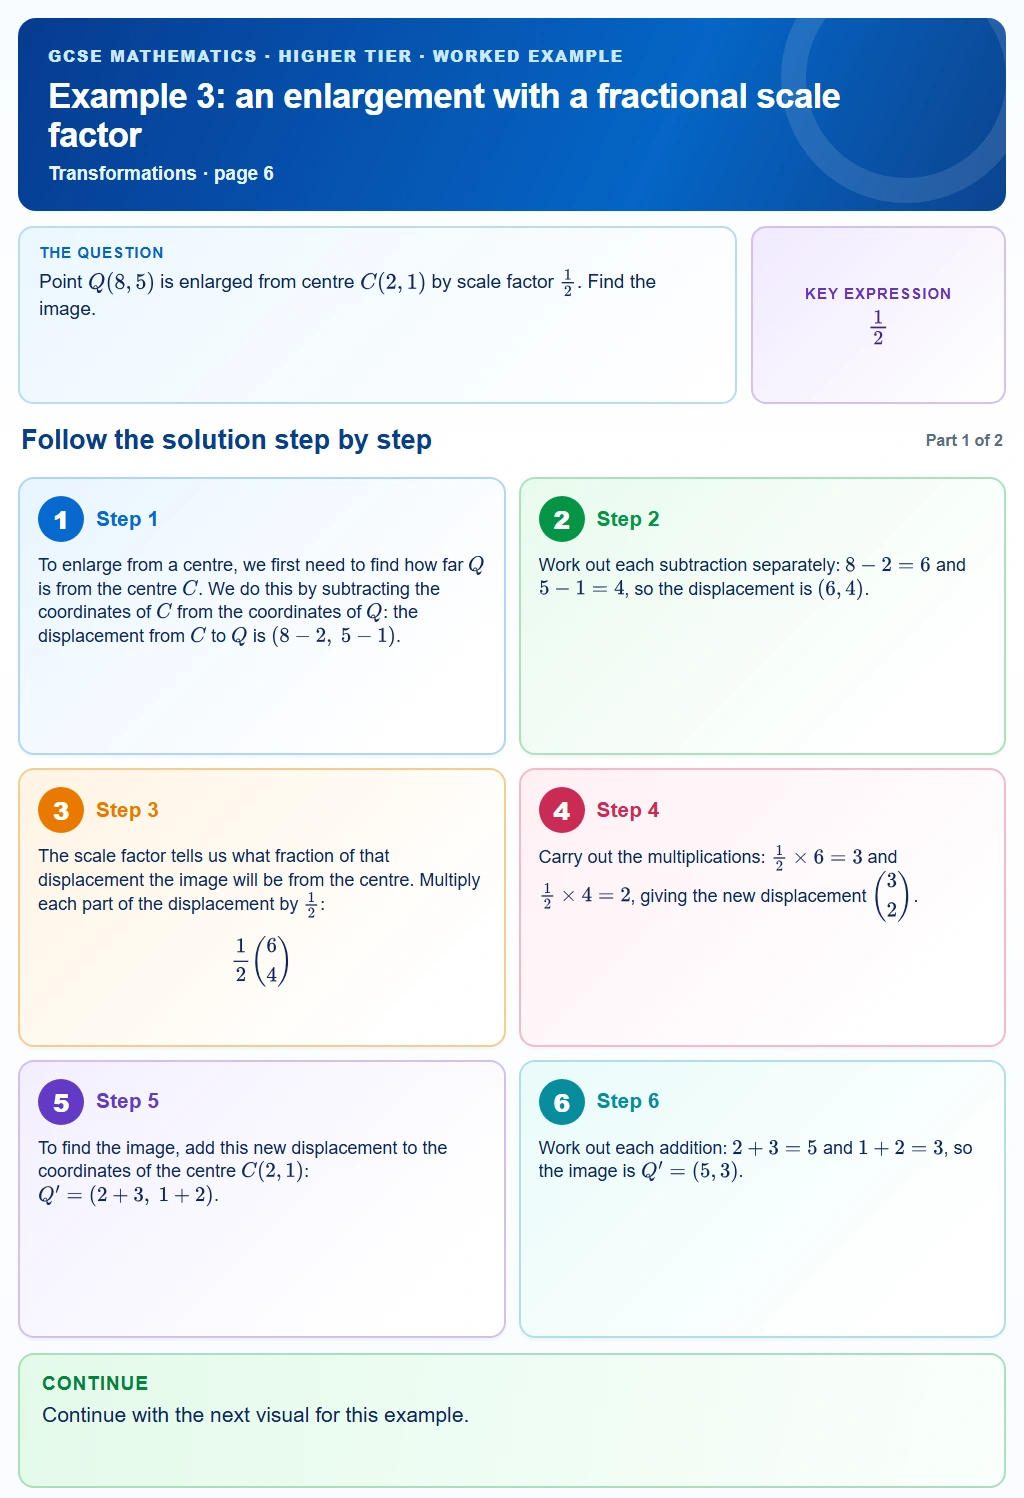 GCSE MATHEMATICS · HIGHER TIER · WORKED EXAMPLE
Example 3: an enlargement with a fractional scale
factor
Transformations · page 6
THE QUESTION
Point Q(8, 5) is enlarged from centre C(2, 1) by scale factor 1/2. Find the
image.
KEY EXPRESSION
1/2
Follow the solution step by step
Part 1 of 2
1 Step 1
To enlarge from a centre, we first need to find how far Q
is from the centre C. We do this by subtracting the
coordinates of C from the coordinates of Q: the
displacement from C to Q is (8 − 2, 5 − 1).
2 Step 2
Work out each subtraction separately: 8 − 2 = 6 and
5 − 1 = 4, so the displacement is (6, 4).
3 Step 3
The scale factor tells us what fraction of that
displacement the image will be from the centre. Multiply
each part of the displacement by 1/2:
1/2 (6 4)
4 Step 4
Carry out the multiplications: 1/2 × 6 = 3 and
1/2 × 4 = 2, giving the new displacement (3 2).
5 Step 5
To find the image, add this new displacement to the
coordinates of the centre C(2, 1):
Q′ = (2 + 3, 1 + 2).
6 Step 6
Work out each addition: 2 + 3 = 5 and 1 + 2 = 3, so
the image is Q′ = (5, 3).
CONTINUE
Continue with the next visual for this example.